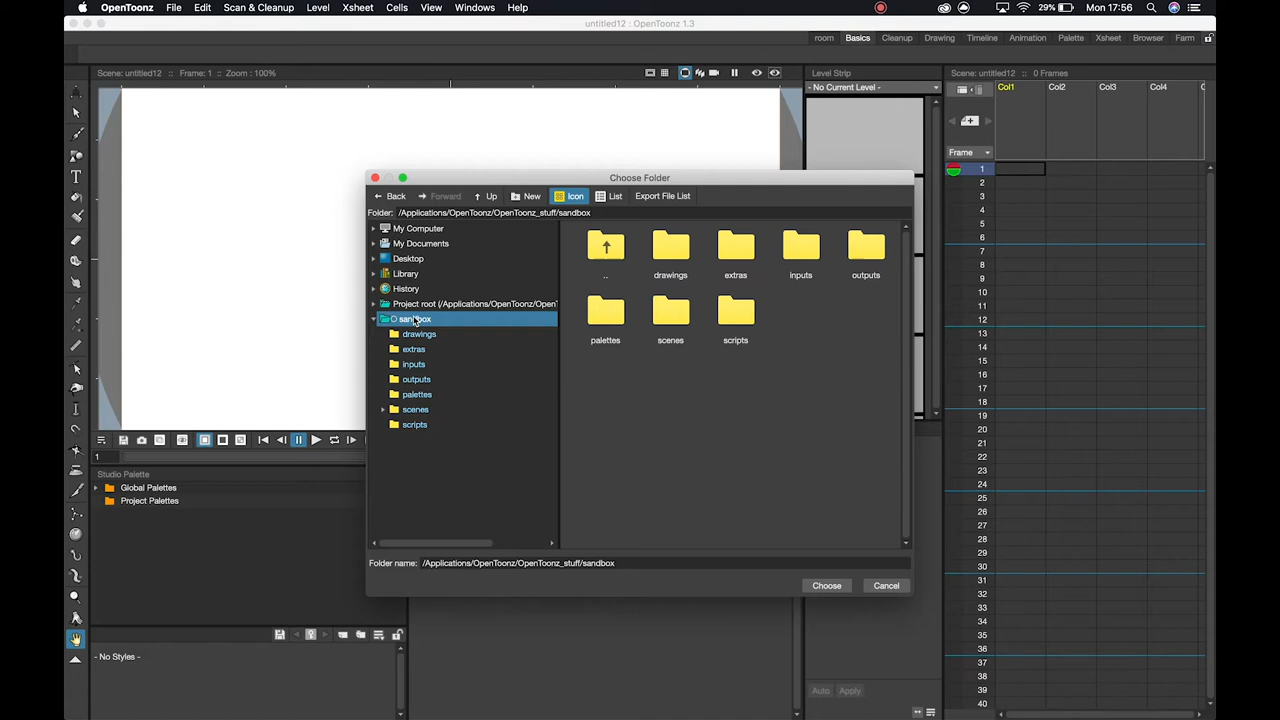 OpenToonz File Edit Scan & Cleanup Level Xsheet Cells View Windows Help 29% Mon 17:56
untitled12 : OpenToonz 1.3
room Basics Cleanup Drawing Timeline Animation Palette Xsheet Browser Farm
Scene: untitled12 :: Frame: 1 :: Zoom : 100%
Level Strip
Scene: untitled12 :: 0 Frames
- No Current Level -
Col1 Col2 Col3 Col4 C
Frame
1
2
3
4
5
6
7
8
9
10
11
12
13
14
15
16
17
18
19
20
21
22
23
24
25
26
27
28
29
30
31
32
33
34
35
36
37
38
39
40
Choose Folder
Back Forward Up New Icon List Export File List
Folder: /Applications/OpenToonz/OpenToonz_stuff/sandbox
My Computer
My Documents
Desktop
Library
History
Project root (/Applications/OpenToonz/OpenT
sandbox
drawings
extras
inputs
outputs
palettes
scenes
scripts
.. drawings extras inputs outputs
palettes scenes scripts
Folder name: /Applications/OpenToonz/OpenToonz_stuff/sandbox
Choose Cancel
1
Studio Palette
Global Palettes
Project Palettes
- No Styles -
Auto Apply